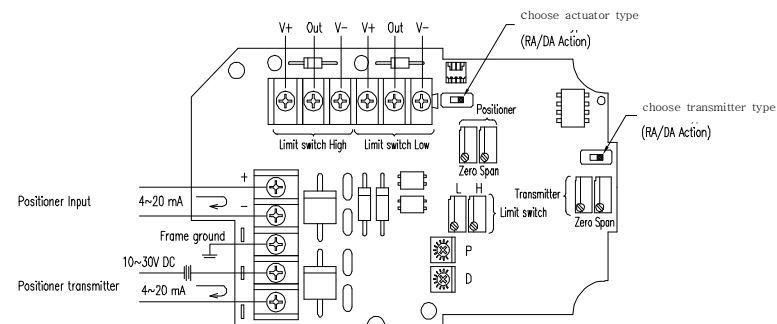 Choose actuator type
(RA/DA Action)
V+ Out V- V+ Out V-
Limit switch High
Limit switch Low
Positioner
Zero Span
choose transmitter type
(RA/DA Action)
Transmitter
Zero Span
L H
Limit switch
P
D
Positioner Input
4~20 mA
+
-
Frame ground
10~30V DC
Positioner transmitter
4~20 mA